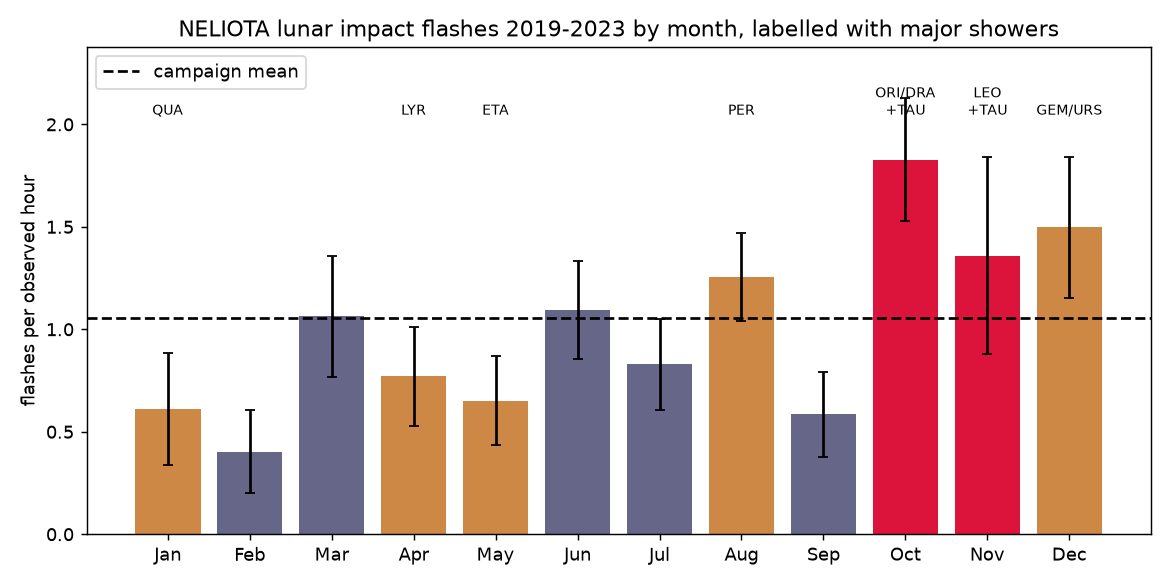 NELIOTA lunar impact flashes 2019-2023 by month, labelled with major showers
campaign mean
QUA
LYR
ETA
PER
ORI/DRA
+TAU
LEO
+TAU
GEM/URS
flashes per observed hour
2.0
1.5
1.0
0.5
0.0
Jan Feb Mar Apr May Jun Jul Aug Sep Oct Nov Dec